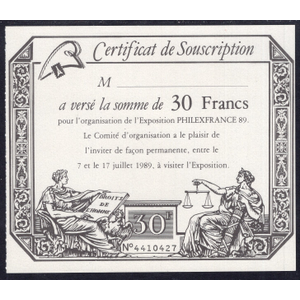 Certificat de Souscription
M
a versé la somme de 30 Francs
pour l'organisation de l'Exposition PHILEXFRANCE 89.
Le Comité d'organisation a le plaisir de
l'inviter de façon permanente, entre le
7 et le 17 juillet 1989, à visiter l'Exposition.
DROITS
DE
L'HOMME
30
Nº4410427